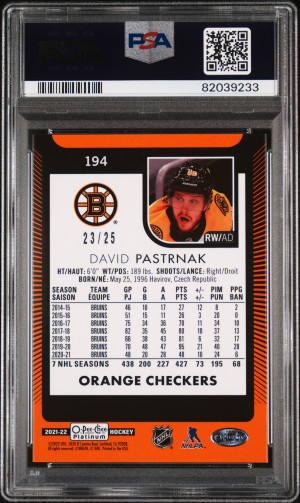 PSA
82039233
194
B
23/25
RW/AD
DAVID PASTRNAK
HT/HAUT: 6'0" WT/PDS: 189 lbs. SHOOTS/LANCE: Right/Droit
BORN/NÉ: May 25, 1996 Havirov, Czech Republic
SEASON TEAM GP G A PTS +/- PIM PPG
SAISON ÉQUIPE PJ B A PTS +/- PUN BAN
2014-15 BRUINS 46 10 17 27 12 8 2
2015-16 BRUINS 51 15 11 26 3 20
2016-17 BRUINS 75 34 36 70 11 34
2017-18 BRUINS 82 35 45 80 10 37 13
2018-19 BRUINS 66 38 43 81 6 32 17
2019-20 BRUINS 70 48 47 95 21 40 20
2020-21 BRUINS 48 20 28 48 10 24 6
7 NHL SEASONS 438 200 227 427 73 195 68
ORANGE CHECKERS
2021-22 O-Pee-Chee Platinum HOCKEY
NHL
NHLPA